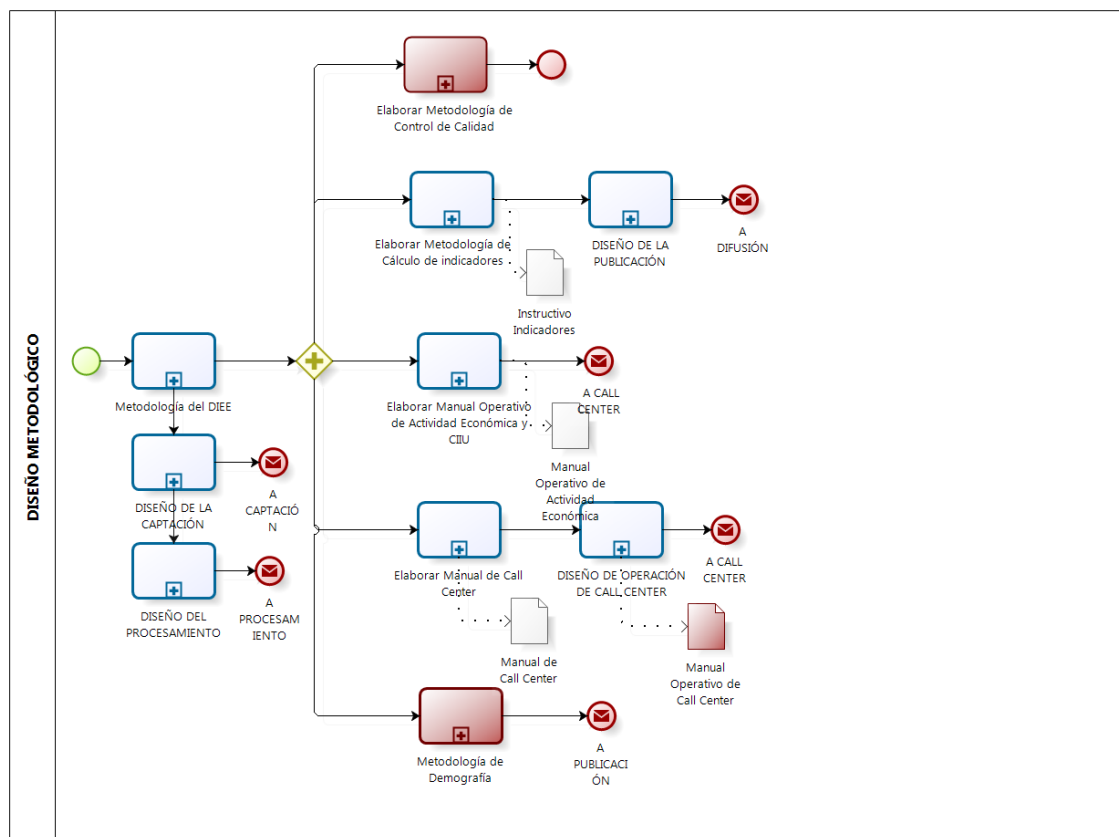 DISEÑO METODOLÓGICO
Elaborar Metodología de
Control de Calidad
Elaborar Metodología de
Cálculo de indicadores
DISEÑO DE LA
PUBLICACIÓN
A
DIFUSIÓN
Instructivo
Indicadores
Metodología del DIEE
Elaborar Manual Operativo
de Actividad Económica y
CIIU
A CALL
CENTER
Manual
Operativo de
Actividad
Económica
DISEÑO DE LA
CAPTACIÓN
A
CAPTACIÓ
N
DISEÑO DEL
PROCESAMIENTO
A
PROCESAM
IENTO
Elaborar Manual de Call
Center
DISEÑO DE OPERACIÓN
DE CALL CENTER
A CALL
CENTER
Manual de
Call Center
Manual
Operativo de
Call Center
Metodología de
Demografía
A
PUBLICACI
ÓN